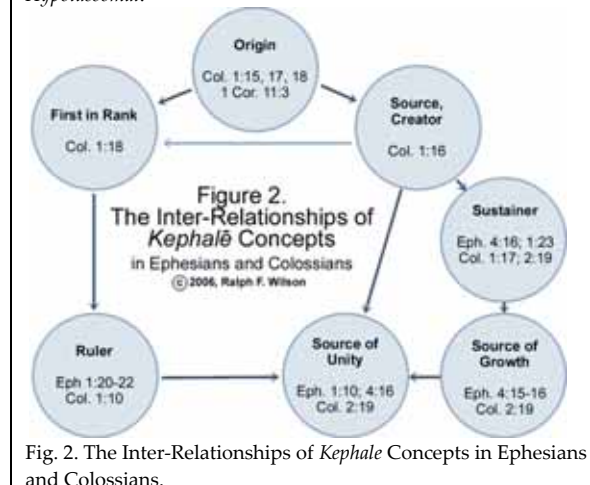 Origin
Col. 1:15, 17, 18
1 Cor. 11:3
First in Rank
Col. 1:18
Source,
Creator
Col. 1:16
Figure 2.
The Inter-Relationships of
Kephalē Concepts
in Ephesians and Colossians
© 2006, Ralph F. Wilson
Sustainer
Eph. 4:16; 1:23
Col. 1:17; 2:19
Ruler
Eph 1:20-22
Col. 1:10
Source of
Unity
Eph. 1:10; 4:16
Col. 2:19
Source of
Growth
Eph. 4:15-16
Col. 2:19
Fig. 2. The Inter-Relationships of Kephale Concepts in Ephesians
and Colossians.